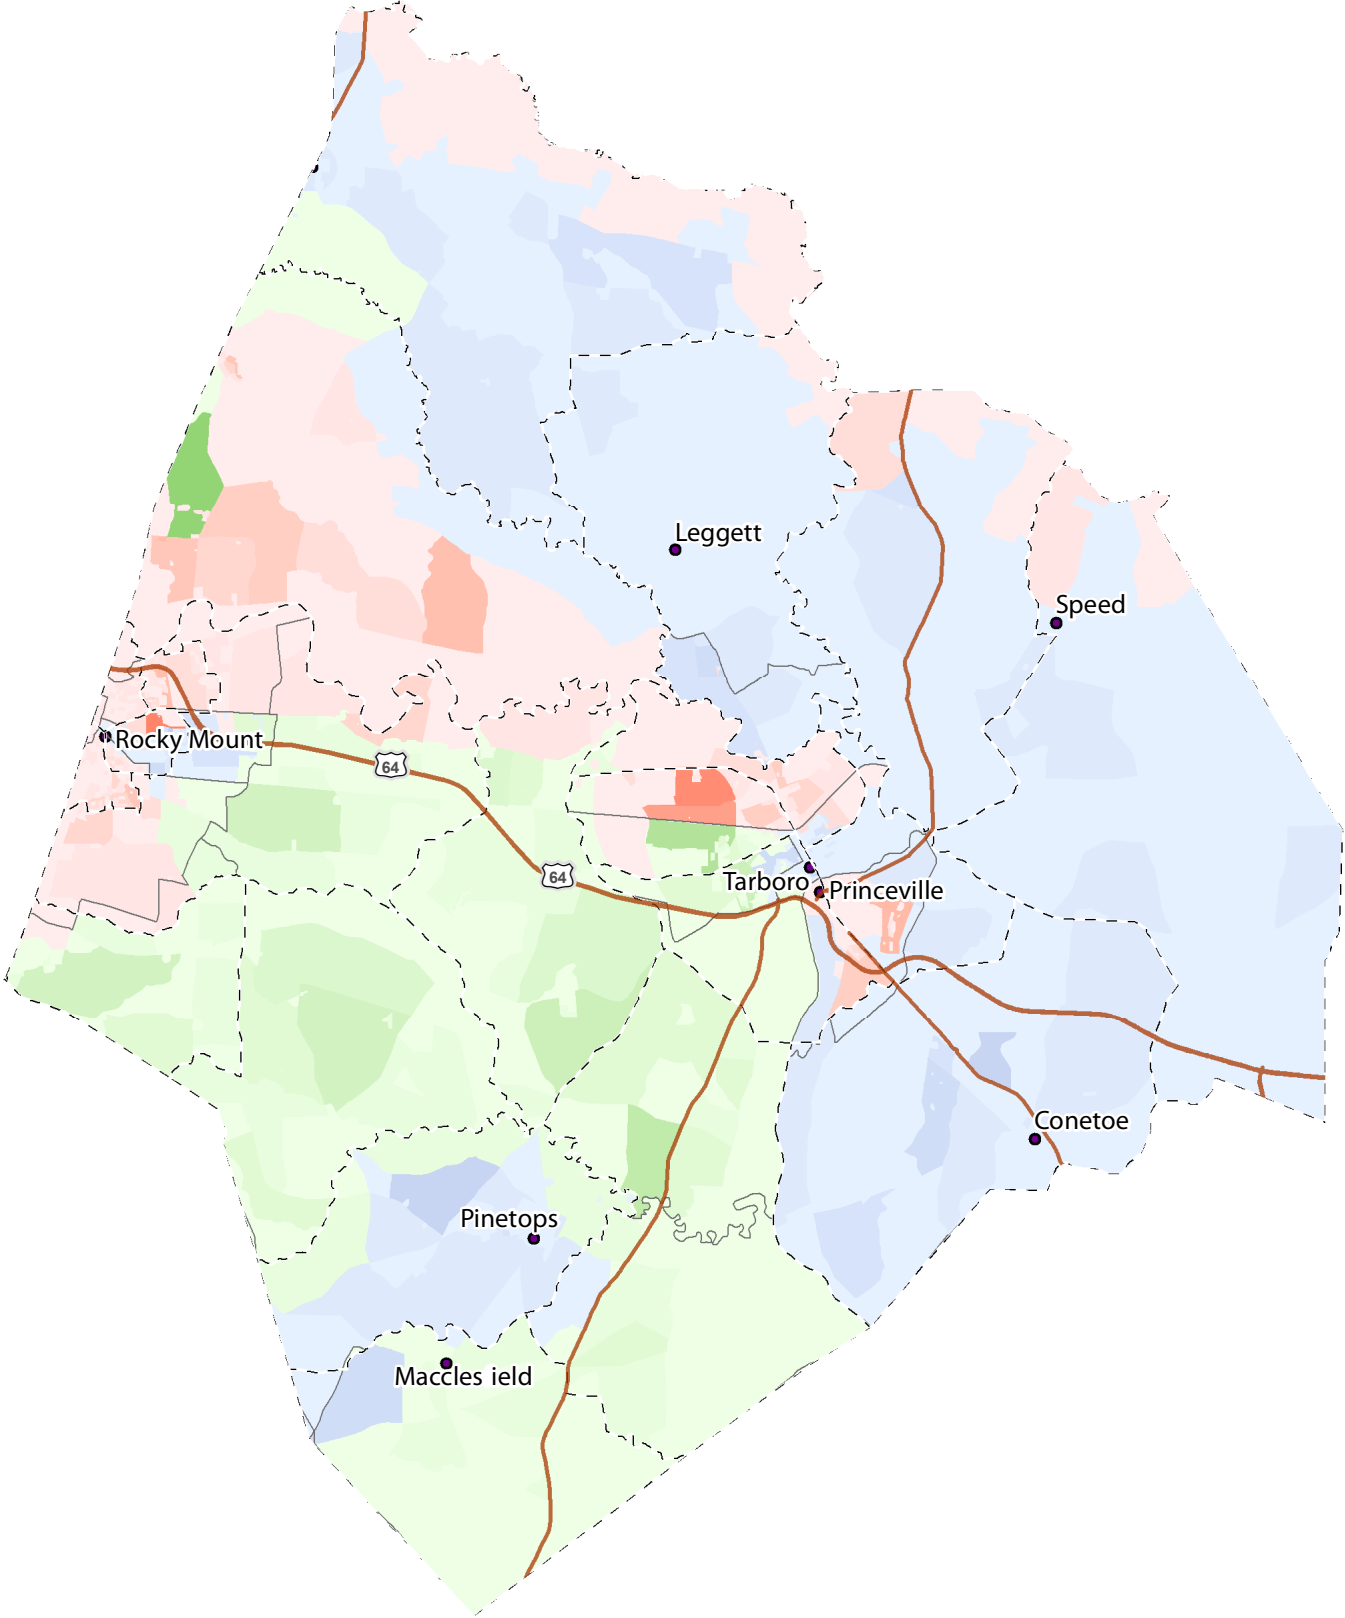 Leggett
Speed
Rocky Mount
64
64
Tarboro
Princeville
Conetoe
Pinetops
Maccles ield